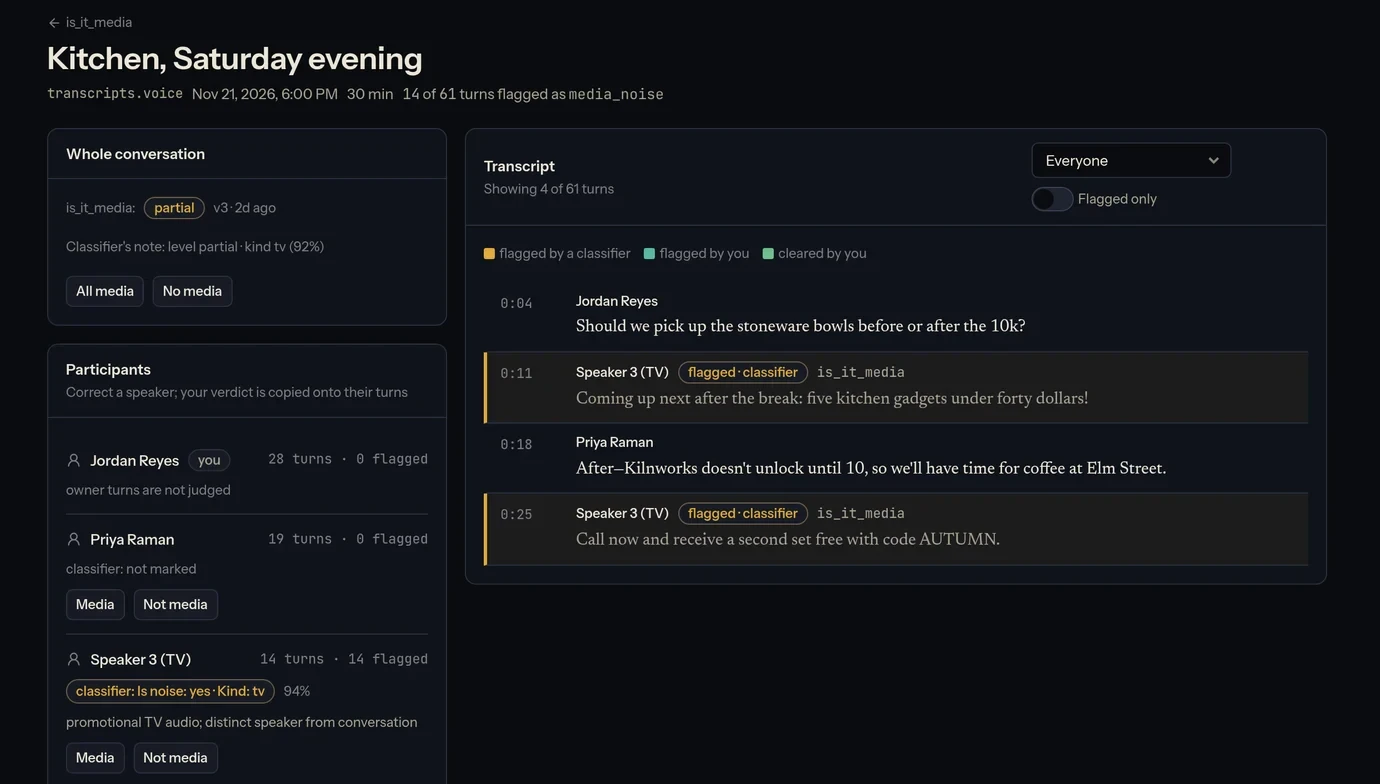 ← is_it_media
Kitchen, Saturday evening
transcripts.voice Nov 21, 2026, 6:00 PM 30 min 14 of 61 turns flagged as media_noise
Whole conversation
is_it_media: partial v3 · 2d ago
Classifier's note: level partial · kind tv (92%)
All media No media
Participants
Correct a speaker; your verdict is copied onto their turns
Jordan Reyes you 28 turns · 0 flagged
owner turns are not judged
Priya Raman 19 turns · 0 flagged
classifier: not marked
Media Not media
Speaker 3 (TV) 14 turns · 14 flagged
classifier: Is noise: yes · Kind: tv 94%
promotional TV audio; distinct speaker from conversation
Media Not media
Transcript
Showing 4 of 61 turns
Everyone
Flagged only
flagged by a classifier flagged by you cleared by you
0:04 Jordan Reyes
Should we pick up the stoneware bowls before or after the 10k?
0:11 Speaker 3 (TV) flagged · classifier is_it_media
Coming up next after the break: five kitchen gadgets under forty dollars!
0:18 Priya Raman
After—Kilnworks doesn't unlock until 10, so we'll have time for coffee at Elm Street.
0:25 Speaker 3 (TV) flagged · classifier is_it_media
Call now and receive a second set free with code AUTUMN.